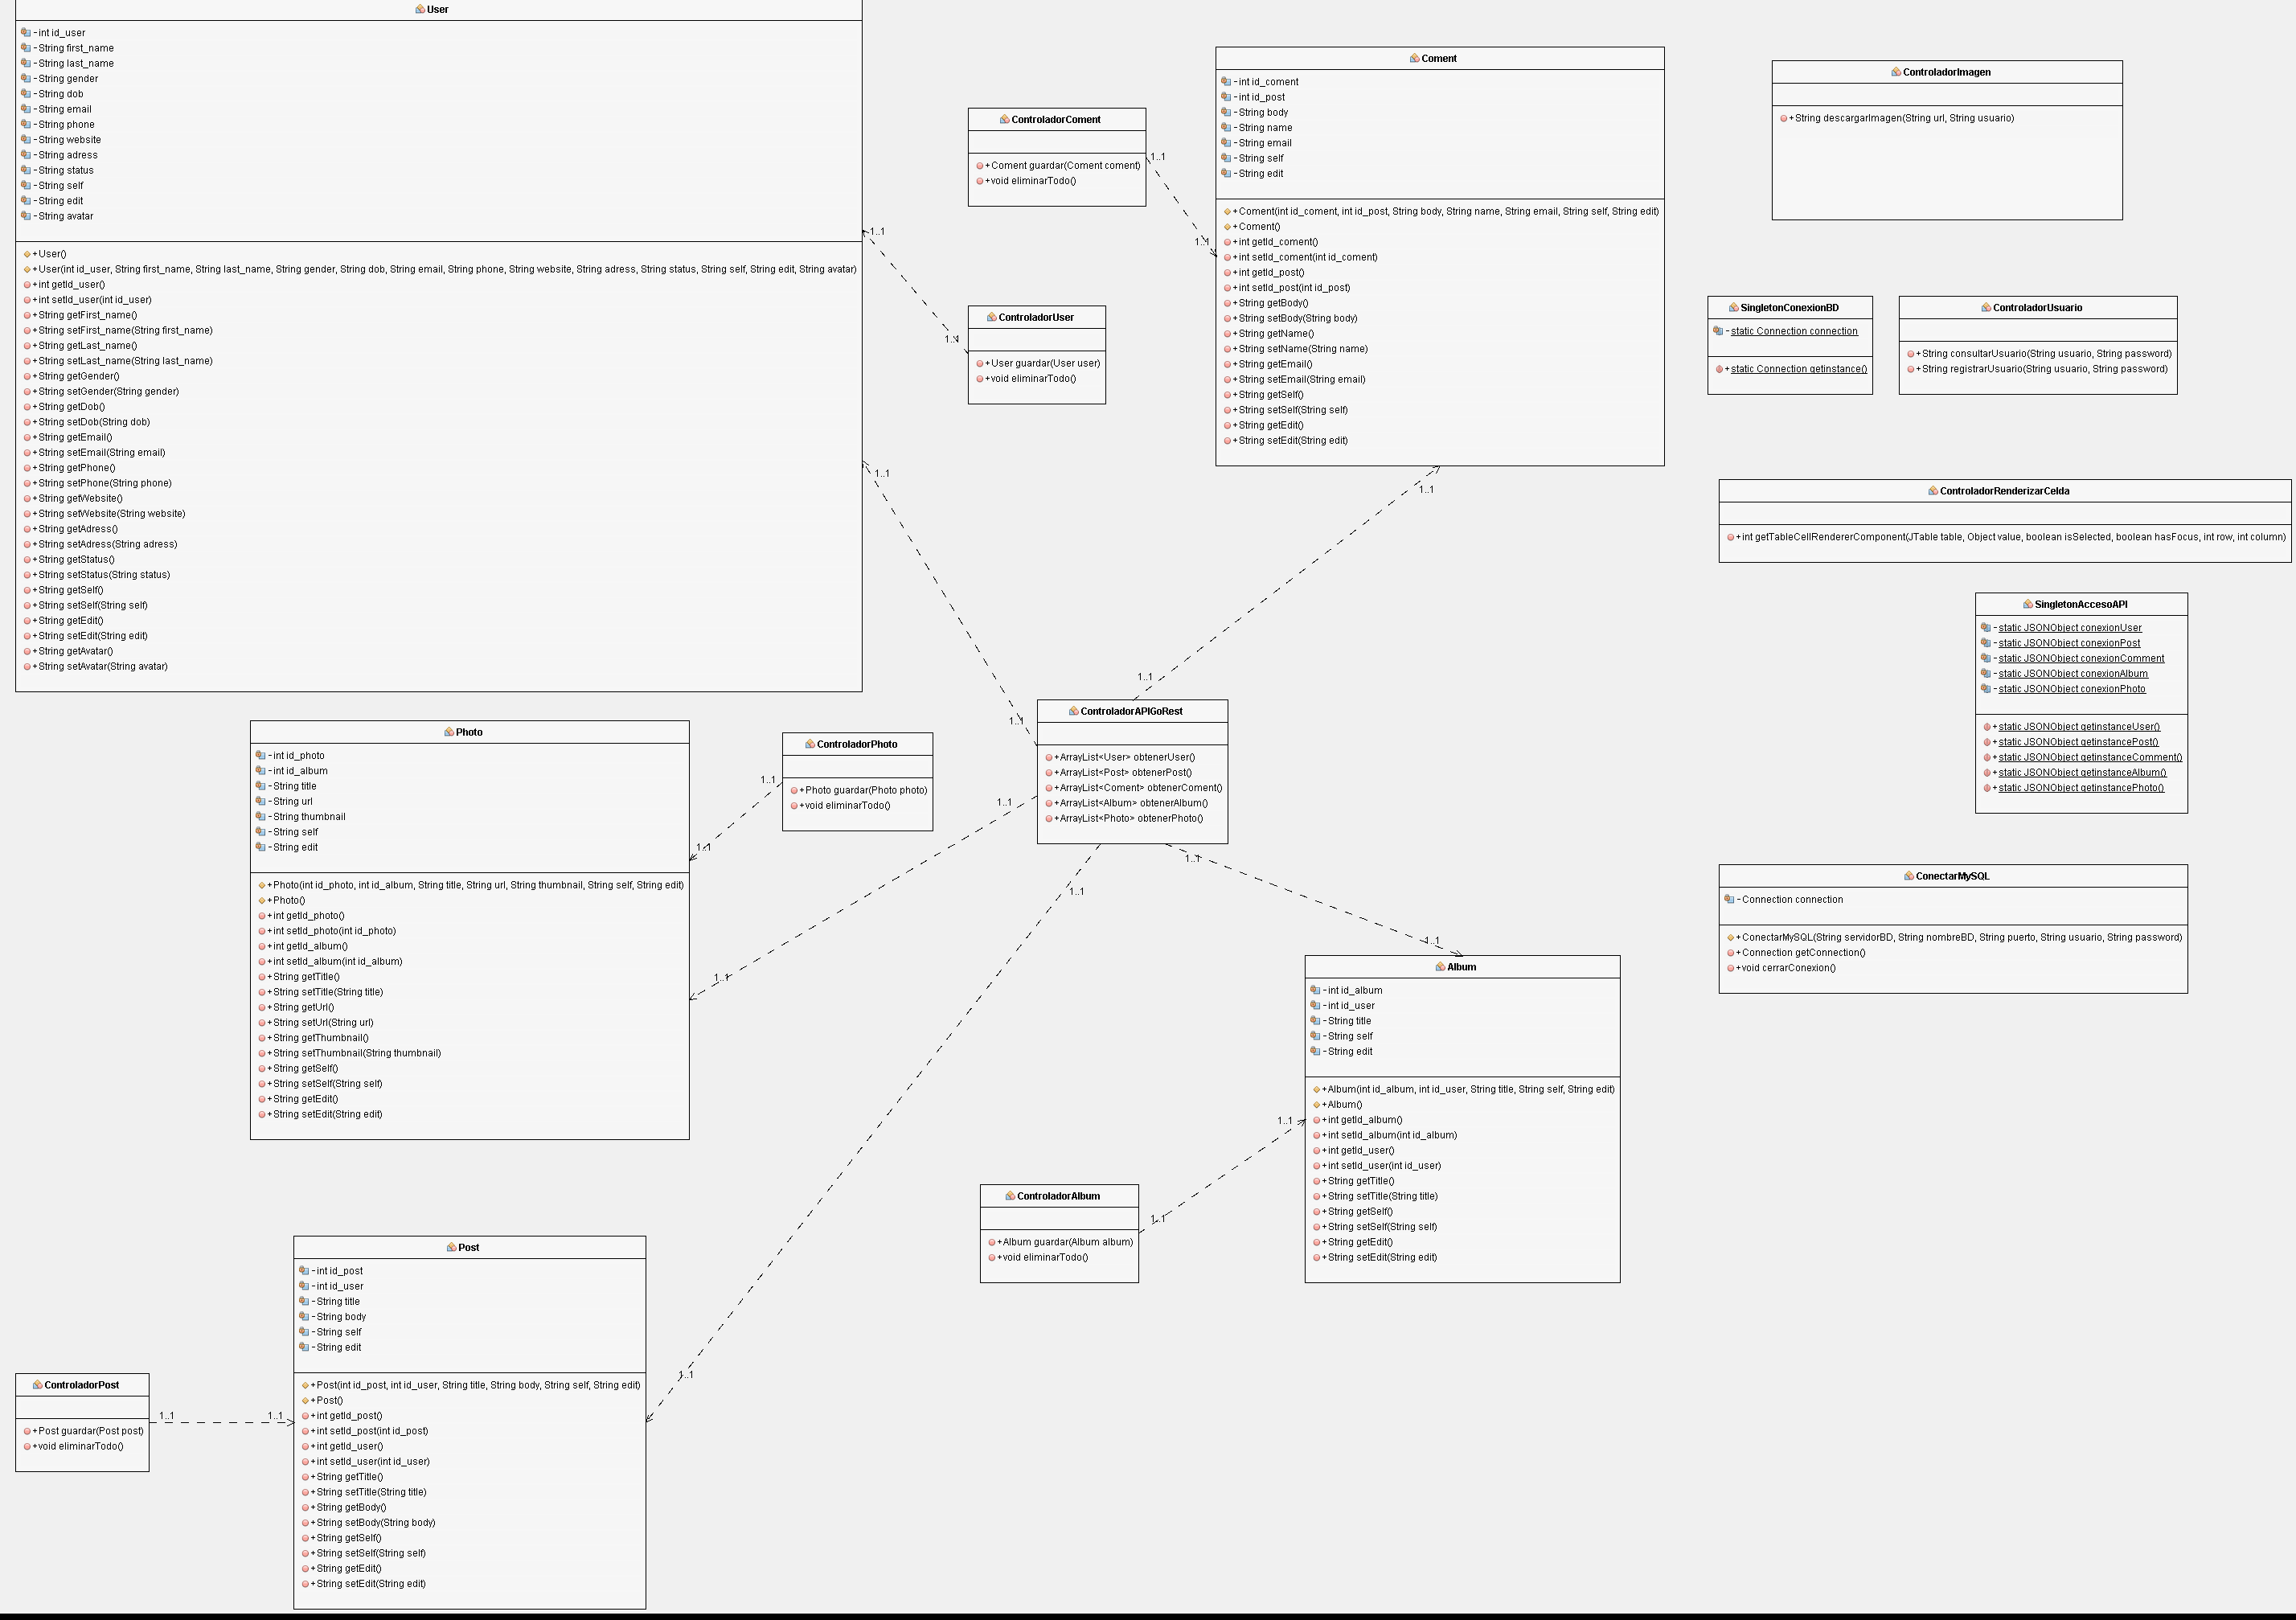 User
- int id_user
- String first_name
- String last_name
- String gender
- String dob
- String email
- String phone
- String website
- String adress
- String status
- String self
- String edit
- String avatar
+ User()
+ User(int id_user, String first_name, String last_name, String gender, String dob, String email, String phone, String website, String adress, String status, String self, String edit, String avatar)
+ int getId_user()
+ int setId_user(int id_user)
+ String getFirst_name()
+ String setFirst_name(String first_name)
+ String getLast_name()
+ String setLast_name(String last_name)
+ String getGender()
+ String setGender(String gender)
+ String getDob()
+ String setDob(String dob)
+ String getEmail()
+ String setEmail(String email)
+ String getPhone()
+ String setPhone(String phone)
+ String getWebsite()
+ String setWebsite(String website)
+ String getAdress()
+ String setAdress(String adress)
+ String getStatus()
+ String setStatus(String status)
+ String getSelf()
+ String setSelf(String self)
+ String getEdit()
+ String setEdit(String edit)
+ String getAvatar()
+ String setAvatar(String avatar)
1..1
1..1
1..1
1..1
ControladorComent
+ Coment guardar(Coment coment)
+ void eliminarTodo()
1..1
1..1
ControladorUser
+ User guardar(User user)
+ void eliminarTodo()
Coment
- int id_coment
- int id_post
- String body
- String name
- String email
- String self
- String edit
+ Coment(int id_coment, int id_post, String body, String name, String email, String self, String edit)
+ Coment()
+ int getId_coment()
+ int setId_coment(int id_coment)
+ int getId_post()
+ int setId_post(int id_post)
+ String getBody()
+ String setBody(String body)
+ String getName()
+ String setName(String name)
+ String getEmail()
+ String setEmail(String email)
+ String getSelf()
+ String setSelf(String self)
+ String getEdit()
+ String setEdit(String edit)
1..1
1..1
ControladorImagen
+ String descargarImagen(String url, String usuario)
SingletonConexionBD
- static Connection connection
+ static Connection getinstance()
ControladorUsuario
+ String consultarUsuario(String usuario, String password)
+ String registrarUsuario(String usuario, String password)
ControladorRenderizarCelda
+ int getTableCellRendererComponent(JTable table, Object value, boolean isSelected, boolean hasFocus, int row, int column)
SingletonAccesoAPI
- static JSONObject conexionUser
- static JSONObject conexionPost
- static JSONObject conexionComment
- static JSONObject conexionAlbum
- static JSONObject conexionPhoto
+ static JSONObject getinstanceUser()
+ static JSONObject getinstancePost()
+ static JSONObject getinstanceComment()
+ static JSONObject getinstanceAlbum()
+ static JSONObject getinstancePhoto()
ConectarMySQL
- Connection connection
+ ConectarMySQL(String servidorBD, String nombreBD, String puerto, String usuario, String password)
+ Connection getConnection()
+ void cerrarConexion()
ControladorAPIGoRest
+ ArrayList<User> obtenerUser()
+ ArrayList<Post> obtenerPost()
+ ArrayList<Coment> obtenerComent()
+ ArrayList<Album> obtenerAlbum()
+ ArrayList<Photo> obtenerPhoto()
1..1
1..1
1..1
1..1
1..1
1..1
Photo
- int id_photo
- int id_album
- String title
- String url
- String thumbnail
- String self
- String edit
+ Photo(int id_photo, int id_album, String title, String url, String thumbnail, String self, String edit)
+ Photo()
+ int getId_photo()
+ int setId_photo(int id_photo)
+ int getId_album()
+ int setId_album(int id_album)
+ String getTitle()
+ String setTitle(String title)
+ String getUrl()
+ String setUrl(String url)
+ String getThumbnail()
+ String setThumbnail(String thumbnail)
+ String getSelf()
+ String setSelf(String self)
+ String getEdit()
+ String setEdit(String edit)
1..1
1..1
ControladorPhoto
+ Photo guardar(Photo photo)
+ void eliminarTodo()
Album
- int id_album
- int id_user
- String title
- String self
- String edit
+ Album(int id_album, int id_user, String title, String self, String edit)
+ Album()
+ int getId_album()
+ int setId_album(int id_album)
+ int getId_user()
+ int setId_user(int id_user)
+ String getTitle()
+ String setTitle(String title)
+ String getSelf()
+ String setSelf(String self)
+ String getEdit()
+ String setEdit(String edit)
1..1
1..1
ControladorAlbum
+ Album guardar(Album album)
+ void eliminarTodo()
Post
- int id_post
- int id_user
- String title
- String body
- String self
- String edit
+ Post(int id_post, int id_user, String title, String body, String self, String edit)
+ Post()
+ int getId_post()
+ int setId_post(int id_post)
+ int getId_user()
+ int setId_user(int id_user)
+ String getTitle()
+ String setTitle(String title)
+ String getBody()
+ String setBody(String body)
+ String getSelf()
+ String setSelf(String self)
+ String getEdit()
+ String setEdit(String edit)
ControladorPost
+ Post guardar(Post post)
+ void eliminarTodo()
1..1
1..1